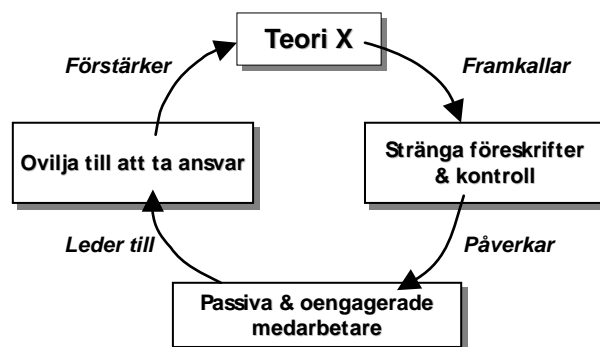 Teori X
Förstärker
Framkallar
Ovilja till att ta ansvar
Stränga föreskrifter
& kontroll
Leder till
Påverkar
Passiva & oengagerade
medarbetare